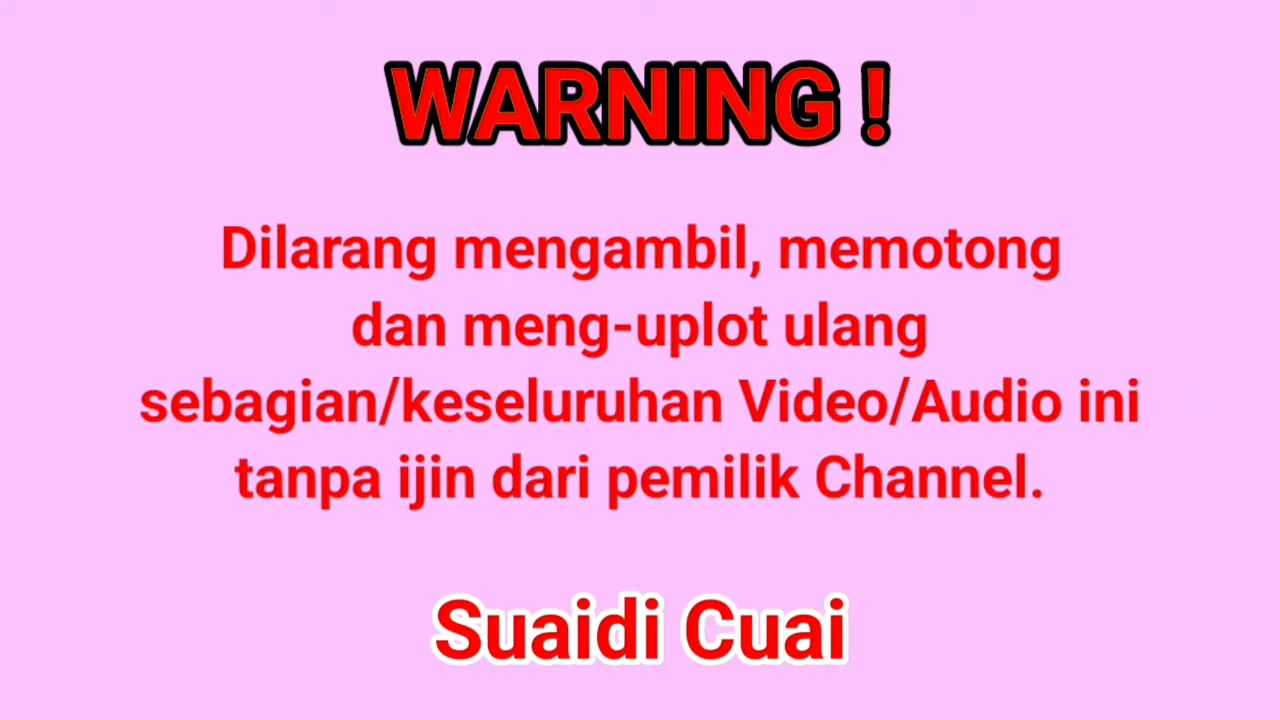 WARNING !
Dilarang mengambil, memotong
dan meng-uplot ulang
sebagian/keseluruhan Video/Audio ini
tanpa ijin dari pemilik Channel.
Suaidi Cuai